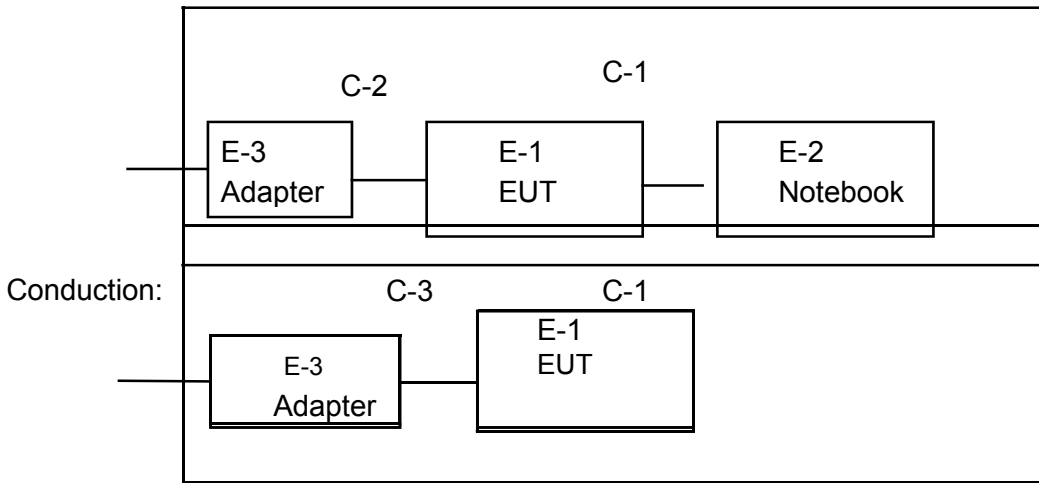 C-2
C-1
E-3
Adapter
E-1
EUT
E-2
Notebook
Conduction:
C-3
C-1
E-3
Adapter
E-1
EUT